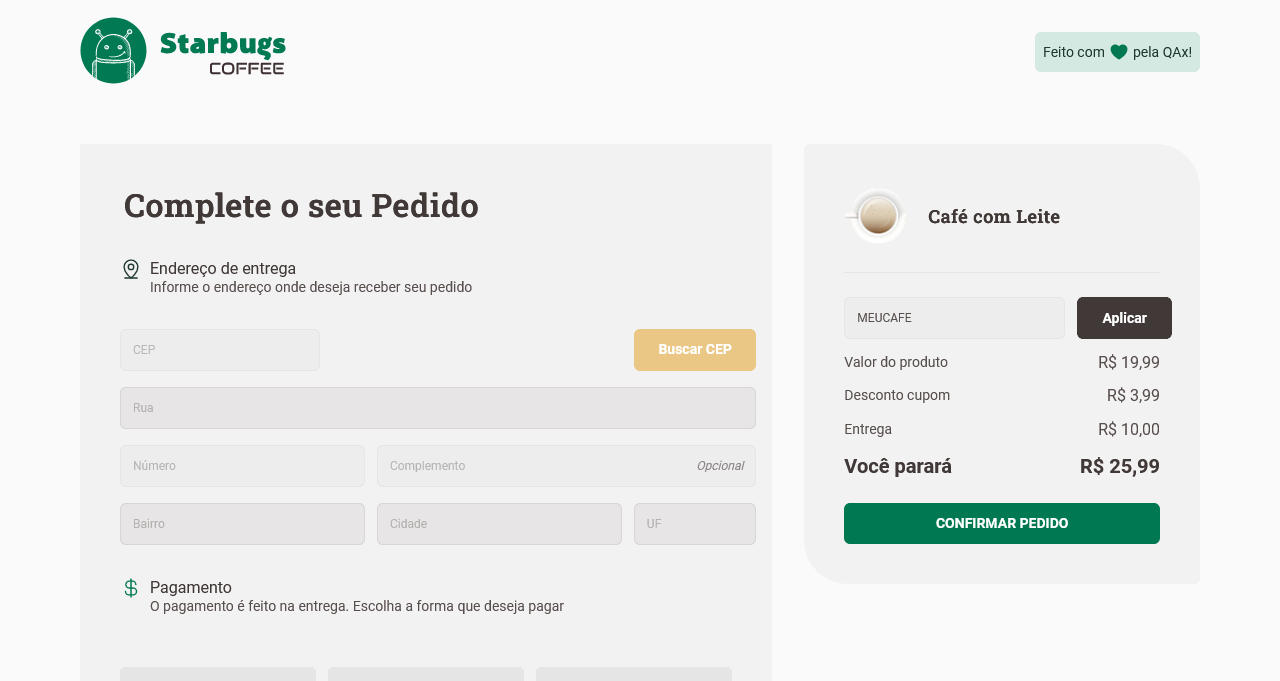 Starbugs
COFFEE
Feito com pela QAx!
Complete o seu Pedido
Endereço de entrega
Informe o endereço onde deseja receber seu pedido
CEP
Buscar CEP
Rua
Número
Complemento
Opcional
Bairro
Cidade
UF
Pagamento
O pagamento é feito na entrega. Escolha a forma que deseja pagar
Café com Leite
MEUCAFE
Aplicar
Valor do produto R$ 19,99
Desconto cupom R$ 3,99
Entrega R$ 10,00
Você parará R$ 25,99
CONFIRMAR PEDIDO